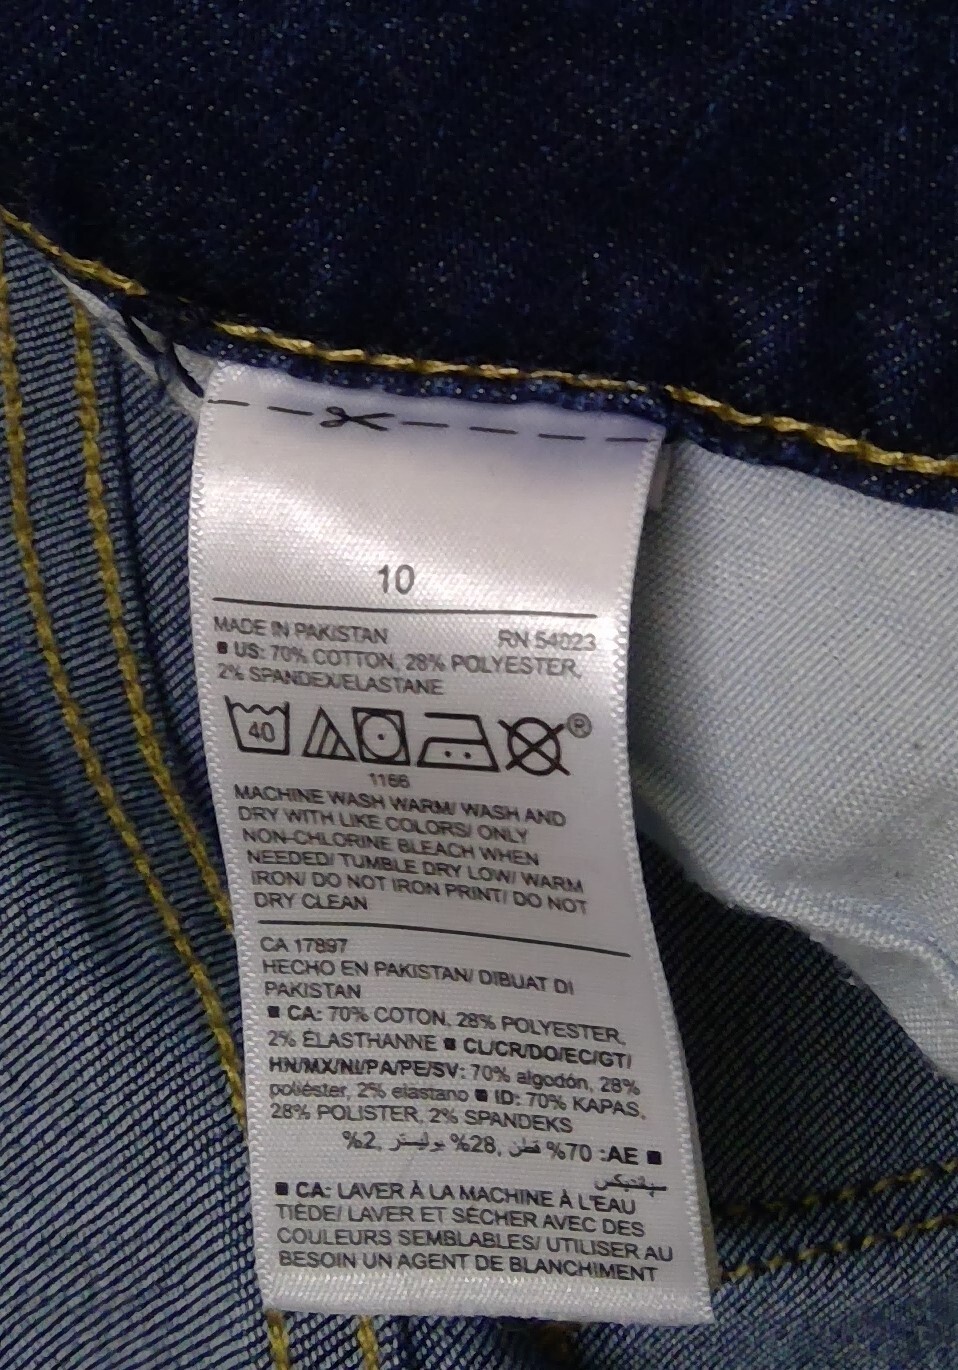 10
MADE IN PAKISTAN RN 54023
■ US: 70% COTTON, 28% POLYESTER,
2% SPANDEX/ELASTANE
40 ®
1166
MACHINE WASH WARM/ WASH AND
DRY WITH LIKE COLORS/ ONLY
NON-CHLORINE BLEACH WHEN
NEEDED/ TUMBLE DRY LOW/ WARM
IRON/ DO NOT IRON PRINT/ DO NOT
DRY CLEAN
CA 17897
HECHO EN PAKISTAN/ DIBUAT DI
PAKISTAN
■ CA: 70% COTON, 28% POLYESTER,
2% ÉLASTHANNE ■ CL/CR/DO/EC/GT/
HN/MX/NI/PA/PE/SV: 70% algodón, 28%
poliéster, 2% elastano ■ ID: 70% KAPAS,
28% POLISTER, 2% SPANDEKS
■ AE: 70% قطن, 28% بوليستر, 2%
سپانديكس
■ CA: LAVER À LA MACHINE À L'EAU
TIÈDE/ LAVER ET SÉCHER AVEC DES
COULEURS SEMBLABLES/ UTILISER AU
BESOIN UN AGENT DE BLANCHIMENT